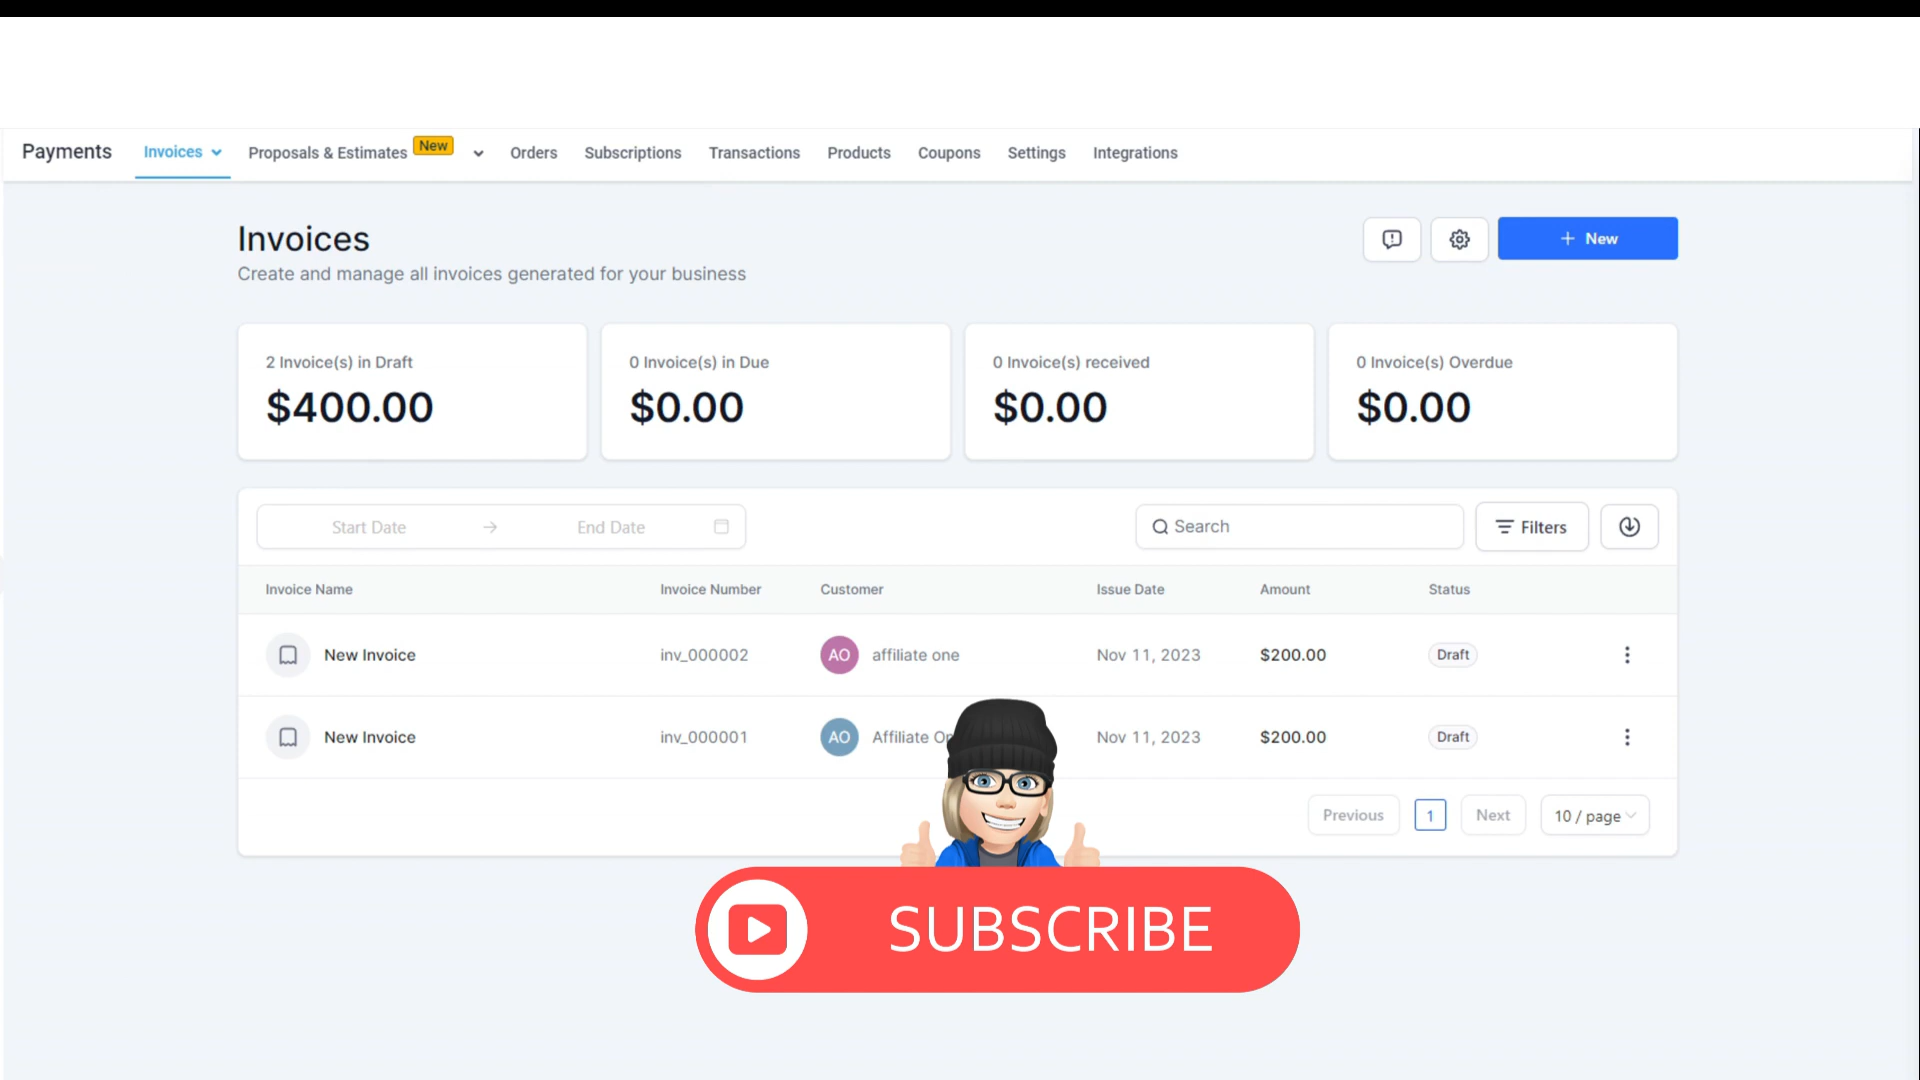 Payments Invoices Proposals & Estimates New Orders Subscriptions Transactions Products Coupons Settings Integrations
Invoices
Create and manage all invoices generated for your business
New
2 Invoice(s) in Draft
$400.00
0 Invoice(s) in Due
$0.00
0 Invoice(s) received
$0.00
0 Invoice(s) Overdue
$0.00
Start Date End Date Search Filters
Invoice Name Invoice Number Customer Issue Date Amount Status
New Invoice inv_000002 AO affiliate one Nov 11, 2023 $200.00 Draft
New Invoice inv_000001 AO Affiliate Nov 11, 2023 $200.00 Draft
Previous 1 Next 10 / page
SUBSCRIBE